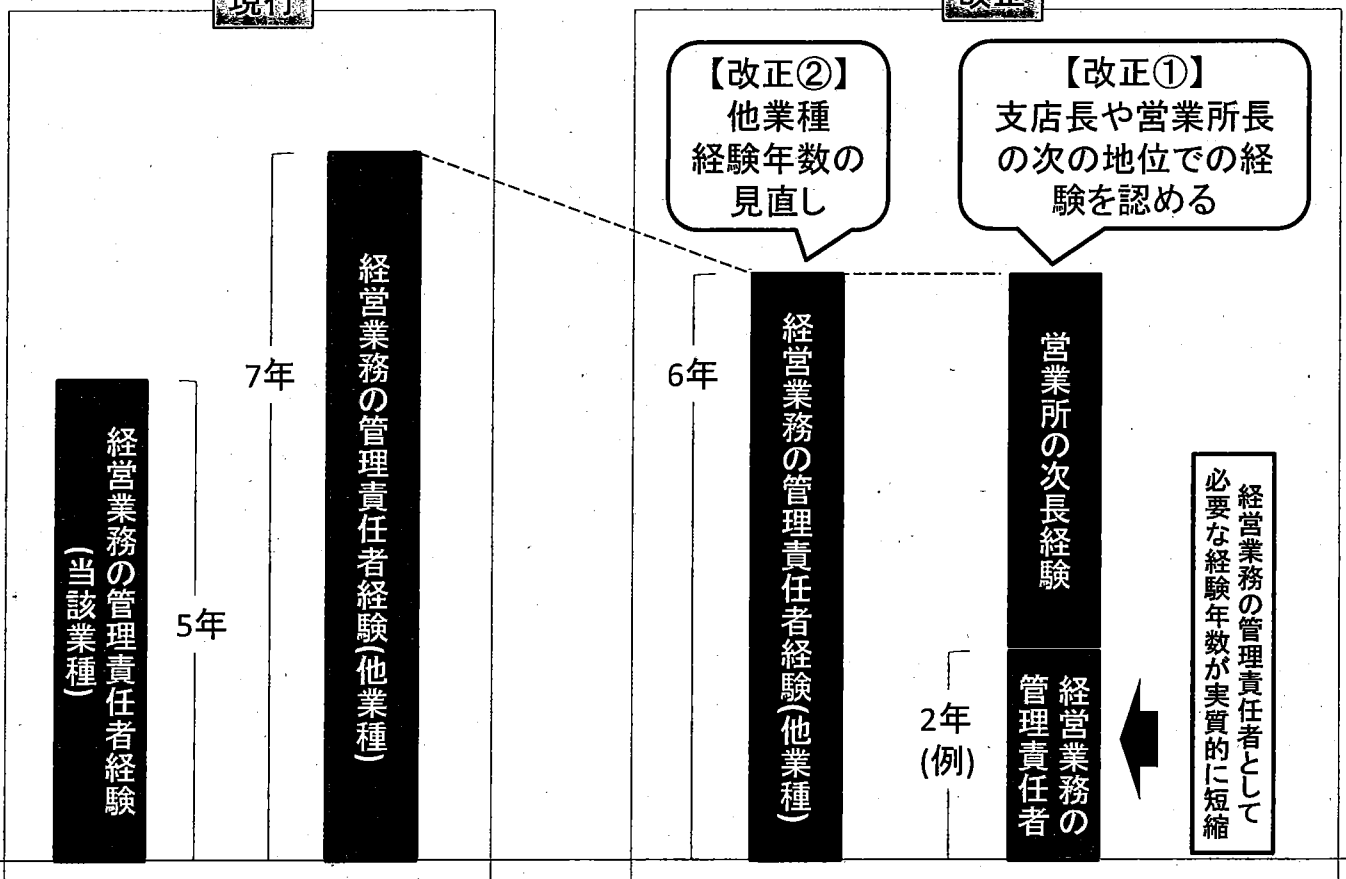 現行
経営業務の管理責任者経験
(当該業種)
5年
7年
経営業務の管理責任者経験(他業種)
改正
【改正②】
他業種
経験年数の
見直し
【改正①】
支店長や営業所長
の次の地位での経
験を認める
6年
経営業務の管理責任者経験(他業種)
営業所の次長経験
2年
(例)
経営業務の
管理責任者
経営業務の管理責任者として
必要な経験年数が実質的に短縮